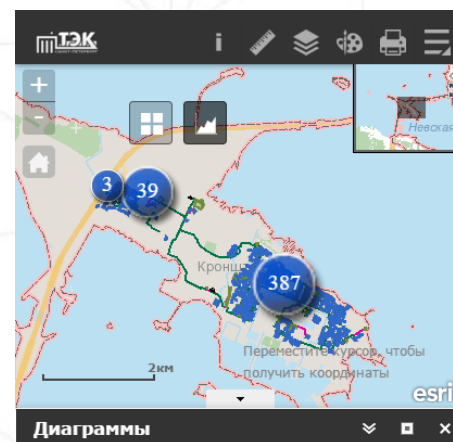 ТЭК
САНКТ-ПЕТЕРБУРГ
i
+
-
Невская
3
39
Кронш
387
Переместите курсор, чтобы
получить координаты
2км
esri
Диаграммы